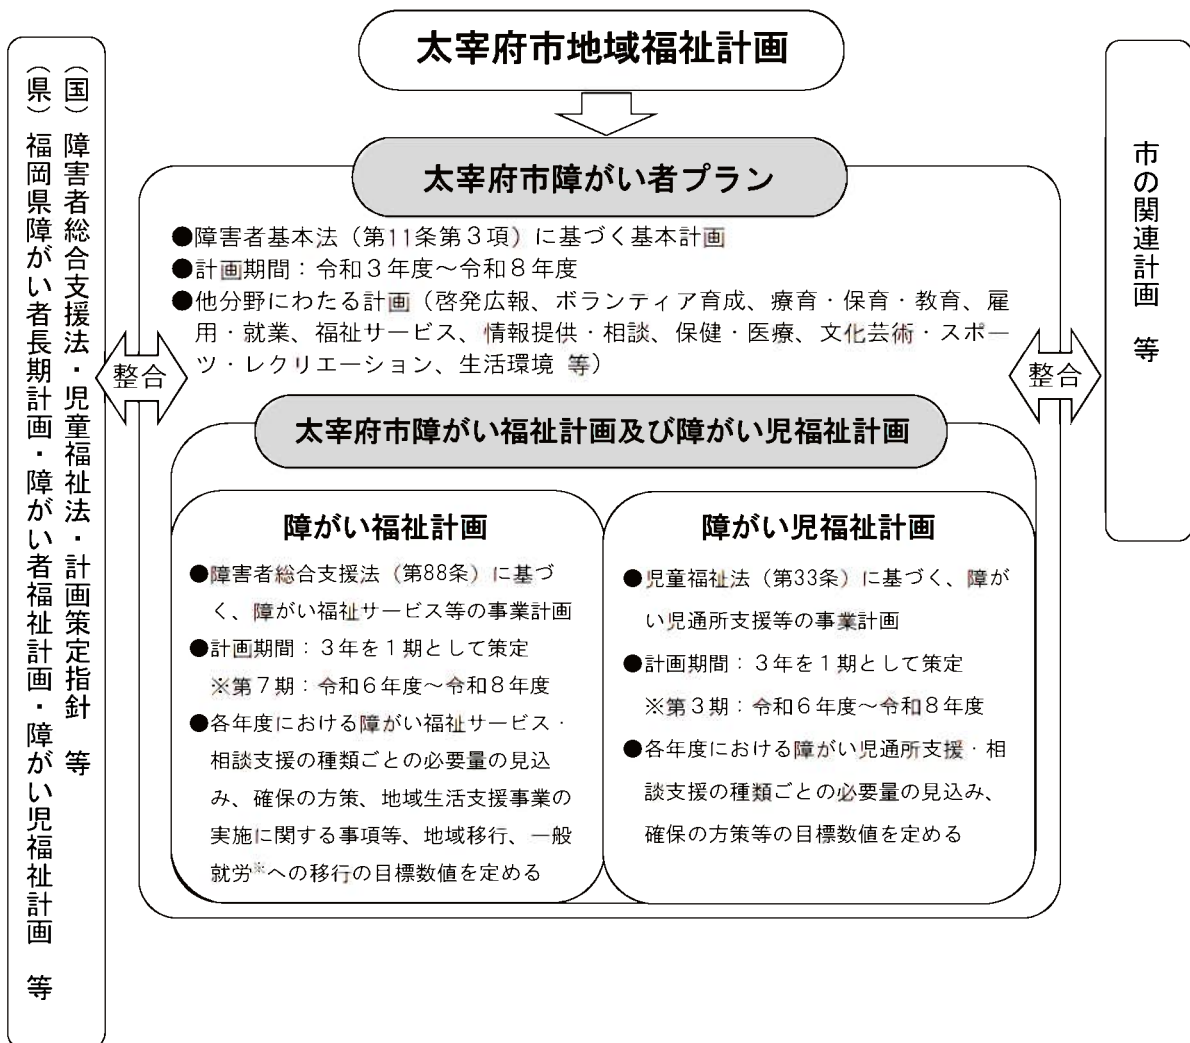 太宰府市地域福祉計画
(国)障害者総合支援法・児童福祉法・計画策定指針 等
(県)福岡県障がい者長期計画・障がい者福祉計画・障がい児福祉計画 等
整合
太宰府市障がい者プラン
●障害者基本法(第11条第3項)に基づく基本計画
●計画期間:令和3年度~令和8年度
●他分野にわたる計画(啓発広報、ボランティア育成、療育・保育・教育、雇
用・就業、福祉サービス、情報提供・相談、保健・医療、文化芸術・スポー
ツ・レクリエーション、生活環境 等)
太宰府市障がい福祉計画及び障がい児福祉計画
障がい福祉計画
●障害者総合支援法(第88条)に基づ
く、障がい福祉サービス等の事業計画
●計画期間:3年を1期として策定
※第7期:令和6年度~令和8年度
●各年度における障がい福祉サービス・
相談支援の種類ごとの必要量の見込
み、確保の方策、地域生活支援事業の
実施に関する事項等、地域移行、一般
就労※への移行の目標数値を定める
障がい児福祉計画
●児童福祉法(第33条)に基づく、障が
い児通所支援等の事業計画
●計画期間:3年を1期として策定
※第3期:令和6年度~令和8年度
●各年度における障がい児通所支援・相
談支援の種類ごとの必要量の見込み、
確保の方策等の目標数値を定める
整合
市の関連計画 等